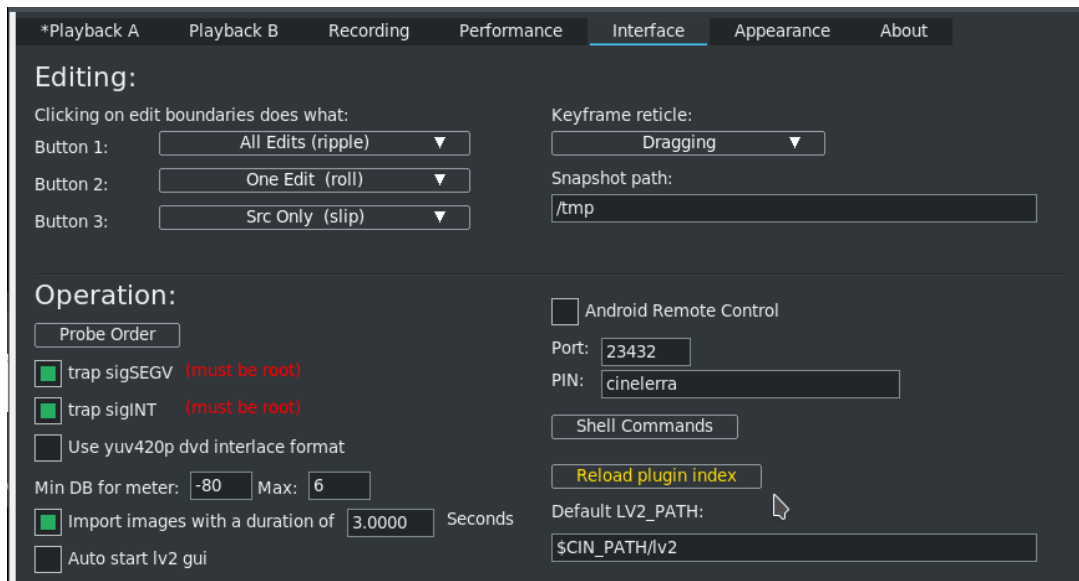 *Playback A Playback B Recording Performance Interface Appearance About
Editing:
Clicking on edit boundaries does what:
Button 1: All Edits (ripple)
Button 2: One Edit (roll)
Button 3: Src Only (slip)
Keyframe reticle:
Dragging
Snapshot path:
/tmp
Operation:
Probe Order
trap sigSEGV (must be root)
trap sigINT (must be root)
Use yuv420p dvd interlace format
Min DB for meter: -80 Max: 6
Import images with a duration of 3.0000 Seconds
Auto start lv2 gui
Android Remote Control
Port: 23432
PIN: cinelerra
Shell Commands
Reload plugin index
Default LV2_PATH:
$CIN_PATH/lv2